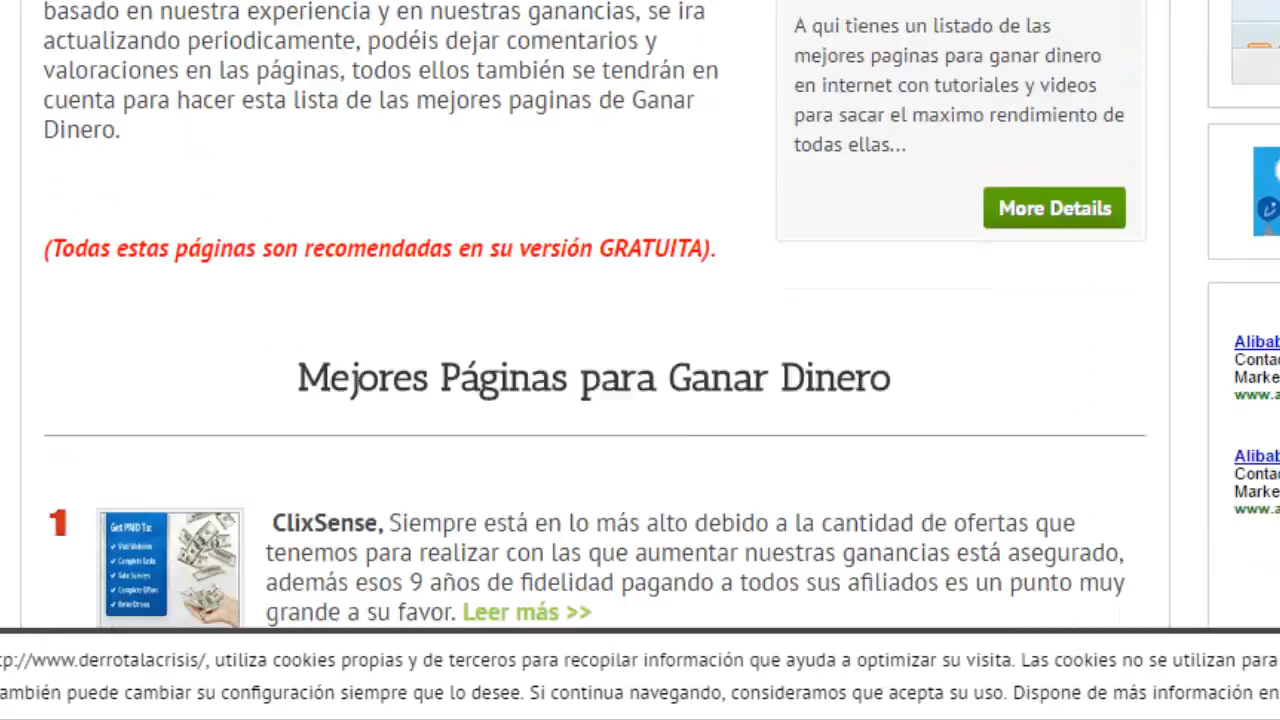 basado en nuestra experiencia y en nuestras ganancias, se ira
actualizando periodicamente, podéis dejar comentarios y
valoraciones en las páginas, todos ellos también se tendrán en
cuenta para hacer esta lista de las mejores paginas de Ganar
Dinero.
(Todas estas páginas son recomendadas en su versión GRATUITA).
A qui tienes un listado de las
mejores paginas para ganar dinero
en internet con tutoriales y videos
para sacar el maximo rendimiento de
todas ellas...
More Details
Mejores Páginas para Ganar Dinero
1
Get PAID To:
ClixSense, Siempre está en lo más alto debido a la cantidad de ofertas que
tenemos para realizar con las que aumentar nuestras ganancias está asegurado,
además esos 9 años de fidelidad pagando a todos sus afiliados es un punto muy
grande a su favor. Leer más >>
Alibab
Contac
Marke
www.a
Alibab
Contac
Marke
www.a
tp://www.derrotalacrisis/, utiliza cookies propias y de terceros para recopilar información que ayuda a optimizar su visita. Las cookies no se utilizan para
ambién puede cambiar su configuración siempre que lo desee. Si continua navegando, consideramos que acepta su uso. Dispone de más información en